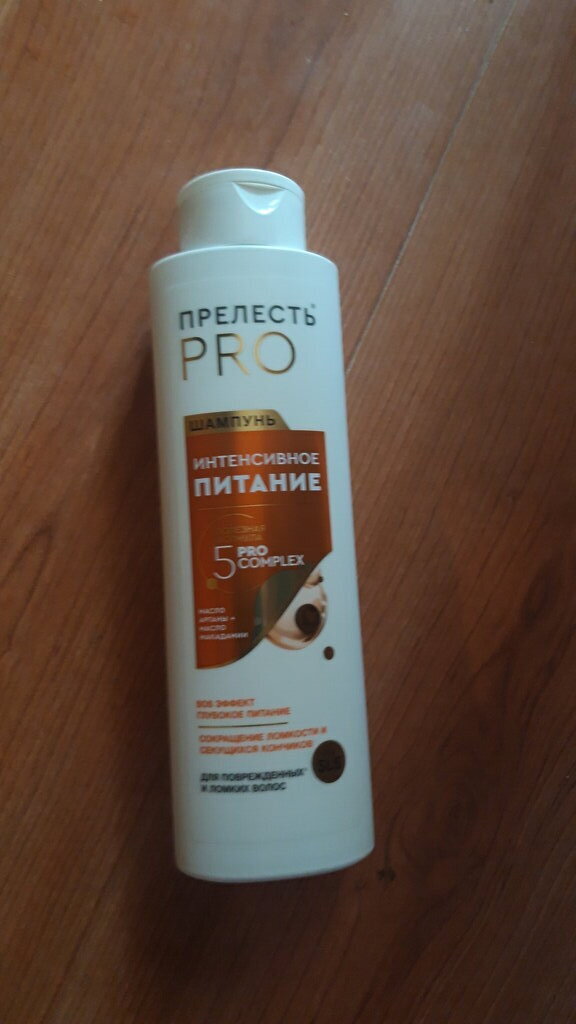 ПРЕЛЕСТЬ®
PRO
ШАМПУНЬ
ИНТЕНСИВНОЕ
ПИТАНИЕ
5 PRO
COMPLEX
МАСЛО
АРГАНЫ +
МАСЛО
МАКАДАМИИ
ВОВ ЭФФЕКТ
ГЛУБОКОЕ ПИТАНИЕ
СОКРАЩЕНИЕ ЛОМКОСТИ И
СЕКУЩИХСЯ КОНЧИКОВ
ДЛЯ ПОВРЕЖДЕННЫХ
И ЛОМКИХ ВОЛОС